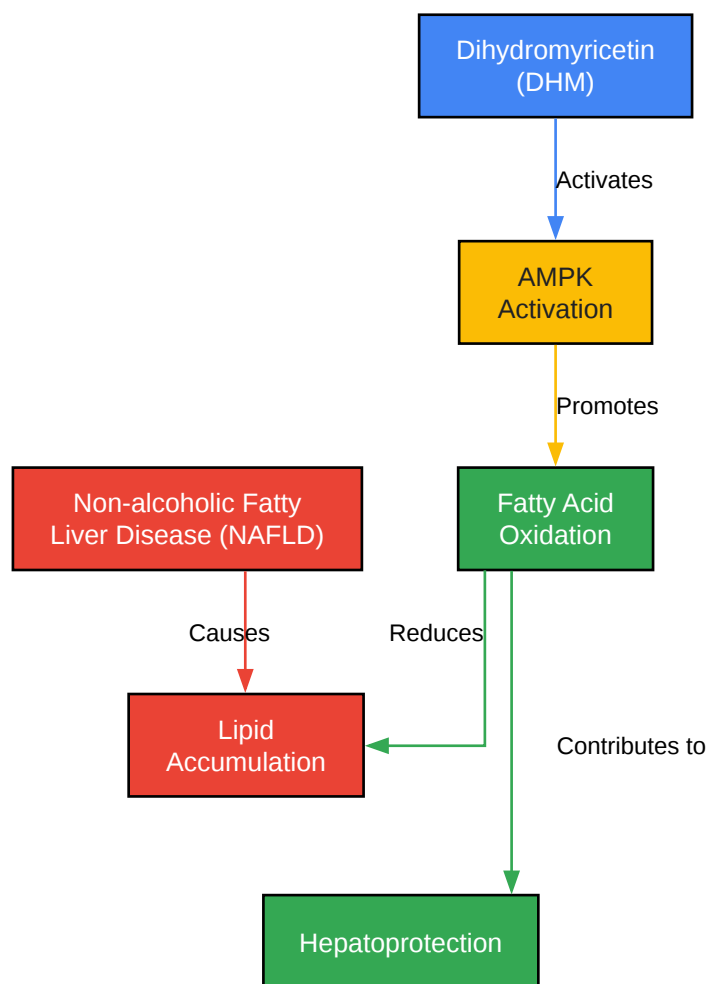 Dihydromyricetin
(DHM)
Activates
AMPK
Activation
Promotes
Non-alcoholic Fatty
Liver Disease (NAFLD)
Fatty Acid
Oxidation
Causes
Reduces
Lipid
Accumulation
Contributes to
Hepatoprotection